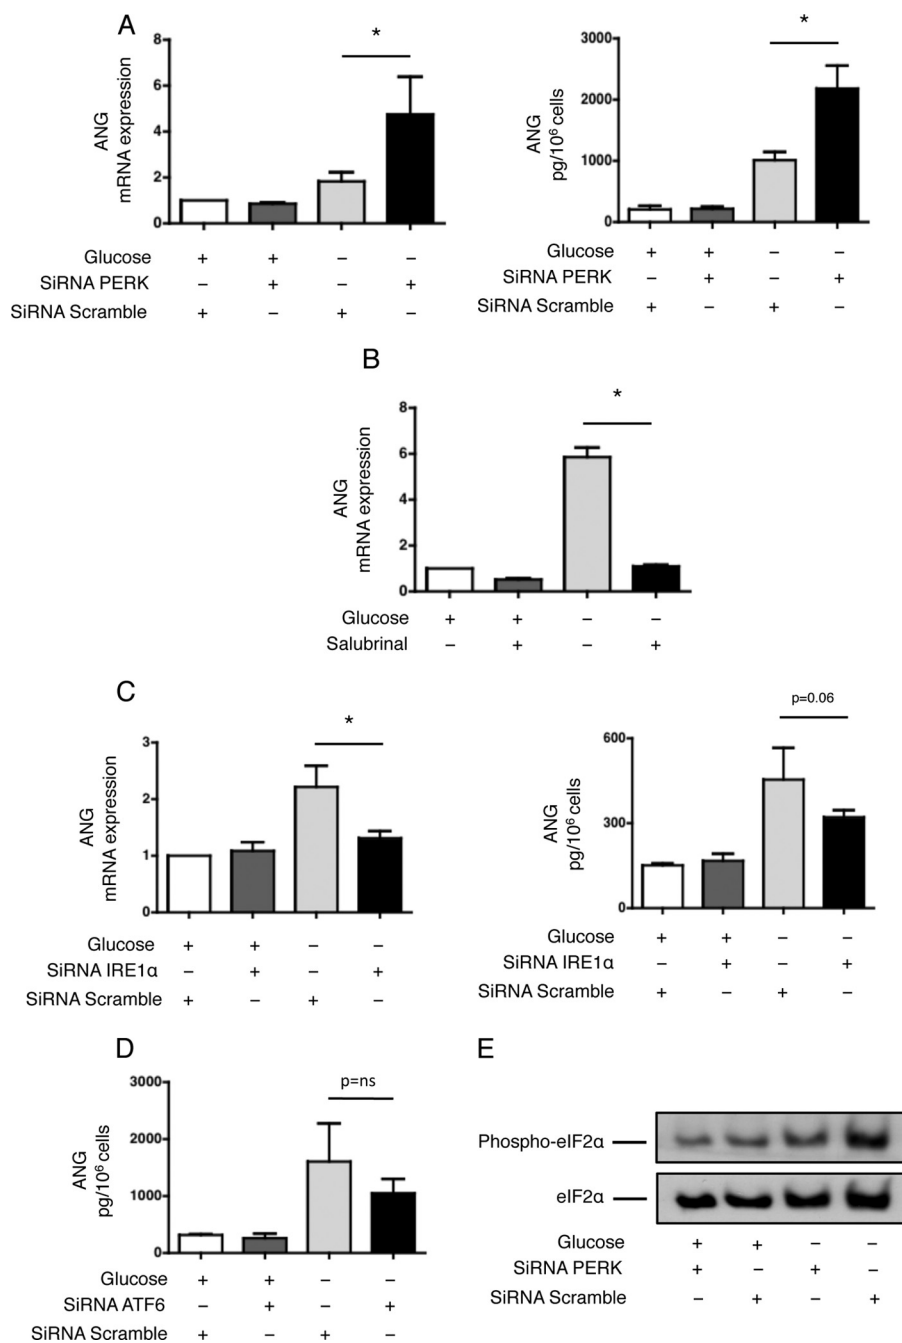 A
ANG
mRNA expression
8
6
4
2
0
*
Glucose + + – –
SiRNA PERK – + – +
SiRNA Scramble + – + –
ANG
pg/10⁶ cells
3000
2000
1000
0
*
Glucose + + – –
SiRNA PERK – + – +
SiRNA Scramble + – + –
B
ANG
mRNA expression
8
6
4
2
0
*
Glucose + + – –
Salubrinal – + – +
C
ANG
mRNA expression
3
2
1
0
*
Glucose + + – –
SiRNA IRE1α – + – +
SiRNA Scramble + – + –
ANG
pg/10⁶ cells
600
300
0
p=0.06
Glucose + + – –
SiRNA IRE1α – + – +
SiRNA Scramble + – + –
D
ANG
pg/10⁶ cells
3000
2000
1000
0
p=ns
Glucose + + – –
SiRNA ATF6 – + – +
SiRNA Scramble + – + –
E
Phospho-eIF2α
eIF2α
Glucose + + – –
SiRNA PERK + – + –
SiRNA Scramble – + – +